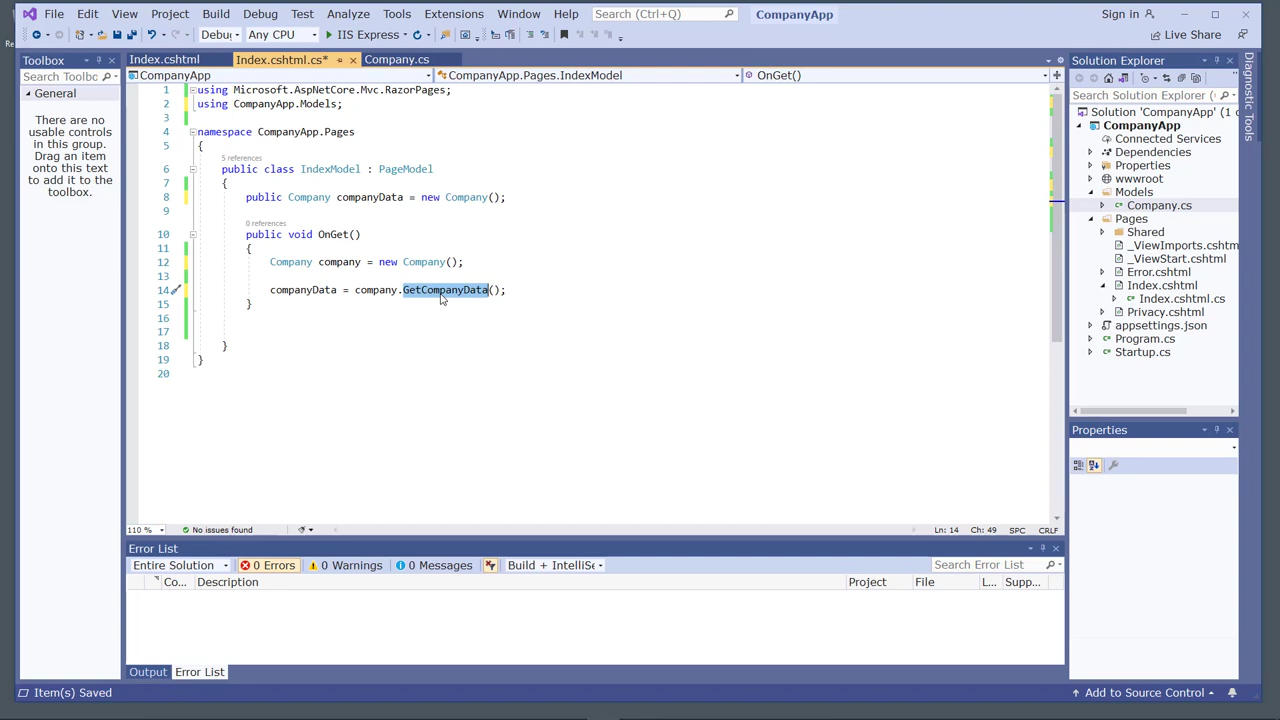 File Edit View Project Build Debug Test Analyze Tools Extensions Window Help Search (Ctrl+Q) CompanyApp Sign in
Debug Any CPU IIS Express Live Share
Toolbox
Search Toolbo
General
There are no
usable controls
in this group.
Drag an item
onto this text
to add it to the
toolbox.
Index.cshtml Index.cshtml.cs* Company.cs
CompanyApp CompanyApp.Pages.IndexModel OnGet()
1 using Microsoft.AspNetCore.Mvc.RazorPages;
2 using CompanyApp.Models;
3
4 namespace CompanyApp.Pages
5 {
5 references
6 public class IndexModel : PageModel
7 {
8 public Company companyData = new Company();
9
0 references
10 public void OnGet()
11 {
12 Company company = new Company();
13
14 companyData = company.GetCompanyData();
15 }
16
17
18 }
19 }
20
110 % No issues found Ln: 14 Ch: 49 SPC CRLF
Error List
Entire Solution 0 Errors 0 Warnings 0 Messages Build + IntelliSe Search Error List
Co... Description Project File L... Supp...
Output Error List
Solution Explorer
Search Solution Explorer (
Solution 'CompanyApp' (1 c
CompanyApp
Connected Services
Dependencies
Properties
wwwroot
Models
Company.cs
Pages
Shared
_ViewImports.cshtm
_ViewStart.cshtml
Error.cshtml
Index.cshtml
Index.cshtml.cs
Privacy.cshtml
appsettings.json
Program.cs
Startup.cs
Properties
Diagnostic Tools
Item(s) Saved Add to Source Control